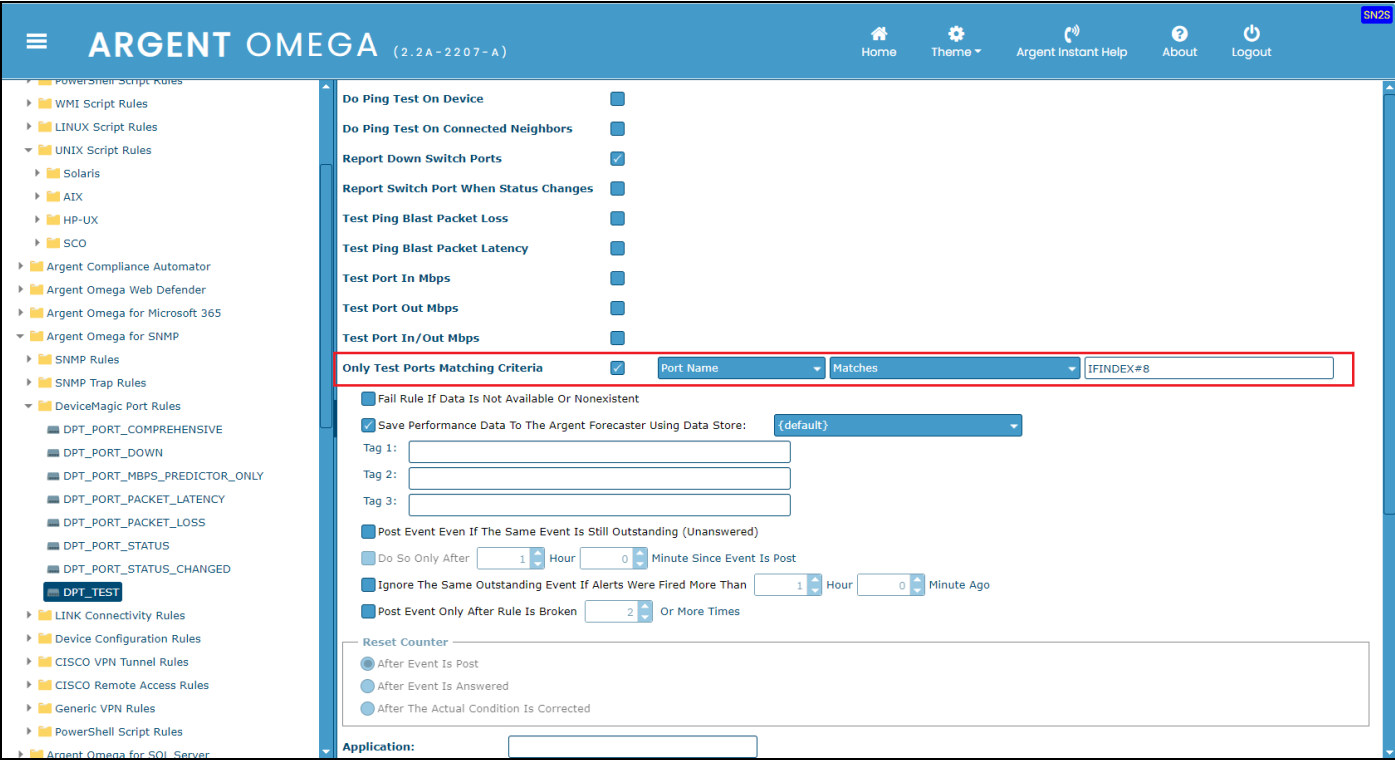 SN2S
ARGENT OMEGA (2.2A-2207-A)
Home
Theme
Argent Instant Help
About
Logout
PowerShell Script Rules
WMI Script Rules
LINUX Script Rules
UNIX Script Rules
Solaris
AIX
HP-UX
SCO
Argent Compliance Automator
Argent Omega Web Defender
Argent Omega for Microsoft 365
Argent Omega for SNMP
SNMP Rules
SNMP Trap Rules
DeviceMagic Port Rules
DPT_PORT_COMPREHENSIVE
DPT_PORT_DOWN
DPT_PORT_MBPS_PREDICTOR_ONLY
DPT_PORT_PACKET_LATENCY
DPT_PORT_PACKET_LOSS
DPT_PORT_STATUS
DPT_PORT_STATUS_CHANGED
DPT_TEST
LINK Connectivity Rules
Device Configuration Rules
CISCO VPN Tunnel Rules
CISCO Remote Access Rules
Generic VPN Rules
PowerShell Script Rules
Argent Omega for SQL Server
Do Ping Test On Device
Do Ping Test On Connected Neighbors
Report Down Switch Ports
Report Switch Port When Status Changes
Test Ping Blast Packet Loss
Test Ping Blast Packet Latency
Test Port In Mbps
Test Port Out Mbps
Test Port In/Out Mbps
Only Test Ports Matching Criteria Port Name Matches IFINDEX#8
Fail Rule If Data Is Not Available Or Nonexistent
Save Performance Data To The Argent Forecaster Using Data Store: {default}
Tag 1:
Tag 2:
Tag 3:
Post Event Even If The Same Event Is Still Outstanding (Unanswered)
Do So Only After 1 Hour 0 Minute Since Event Is Post
Ignore The Same Outstanding Event If Alerts Were Fired More Than 1 Hour 0 Minute Ago
Post Event Only After Rule Is Broken 2 Or More Times
Reset Counter
After Event Is Post
After Event Is Answered
After The Actual Condition Is Corrected
Application: